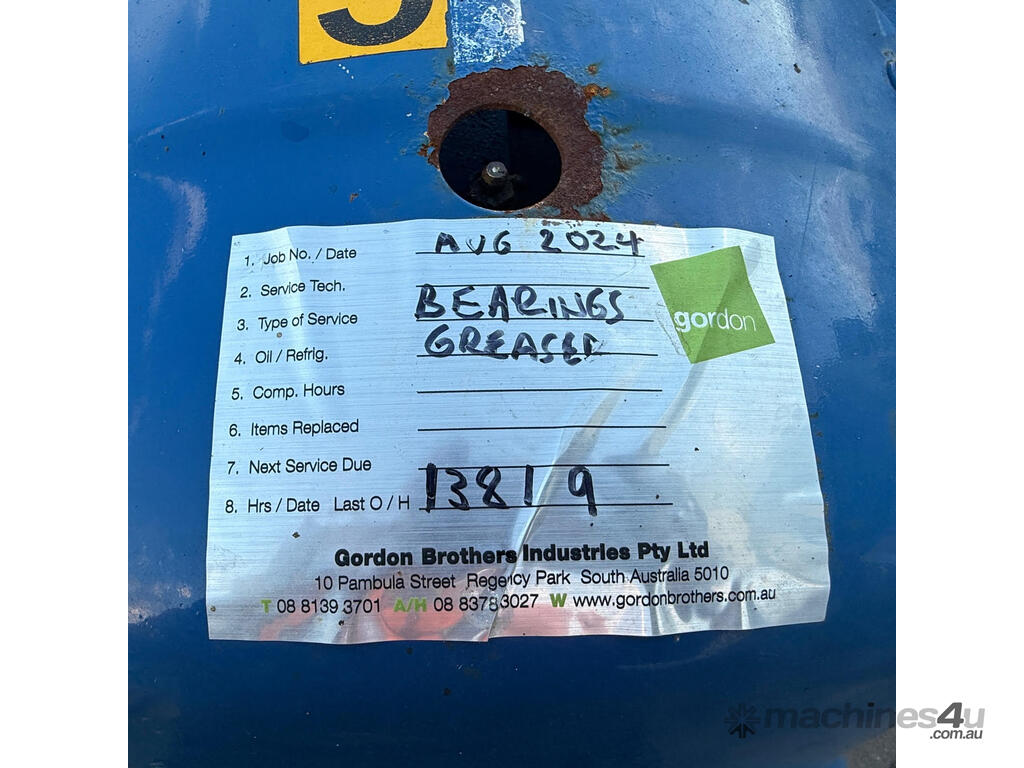 5
1. Job No. / Date AUG 2024
2. Service Tech.
gordon
3. Type of Service BEARINGS
4. Oil / Refrig. GREASED
5. Comp. Hours
6. Items Replaced
7. Next Service Due
8. Hrs / Date Last O / H 13819
Gordon Brothers Industries Pty Ltd
10 Pambula Street Regency Park South Australia 5010
T 08 8139 3701 A/H 08 8378 3027 W www.gordonbrothers.com.au
machines4u
.com.au